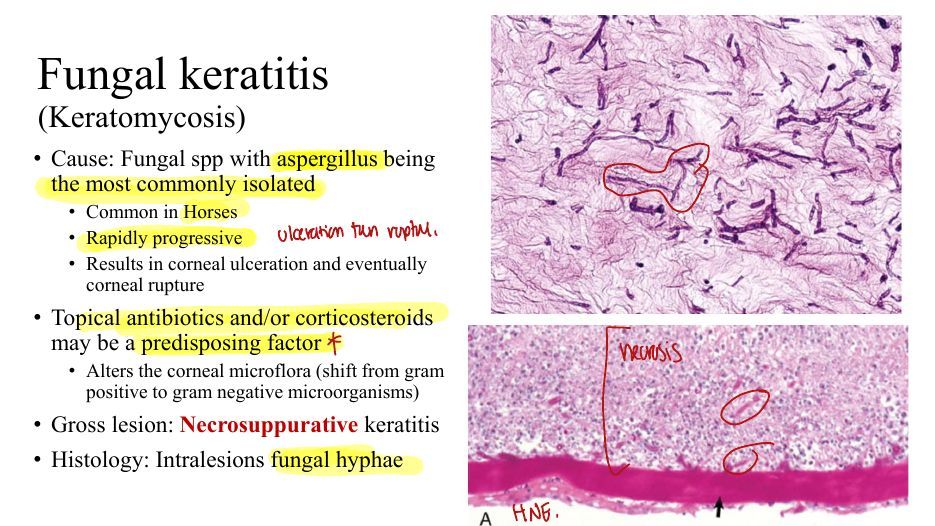 Fungal keratitis
(Keratomycosis)
• Cause: Fungal spp with aspergillus being
the most commonly isolated
• Common in Horses
• Rapidly progressive
ulceration then
• Results in corneal ulceration and eventually
corneal rupture
• Topical antibiotics and/or corticosteroids
may be a predisposing factor *
• Alters the corneal microflora (shift from gram
positive to gram negative microorganisms)
• Gross lesion: Necrosuppurative keratitis
• Histology: Intralesions fungal hyphae
necrosis
A